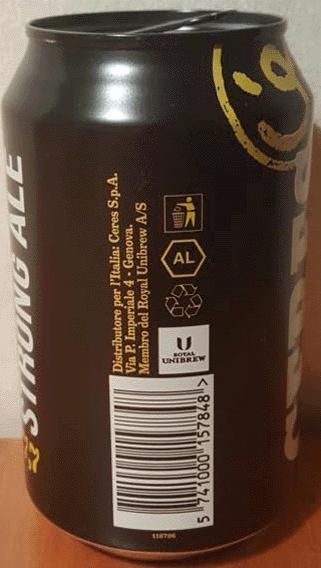 STRONG ALE
Distributore per l'Italia: Ceres S.p.A.
Via P. Imperiale 4 - Genova.
Membro del Royal Unibrew A/S
AL
ROYAL
UNIBREW
5 741000 157848 >